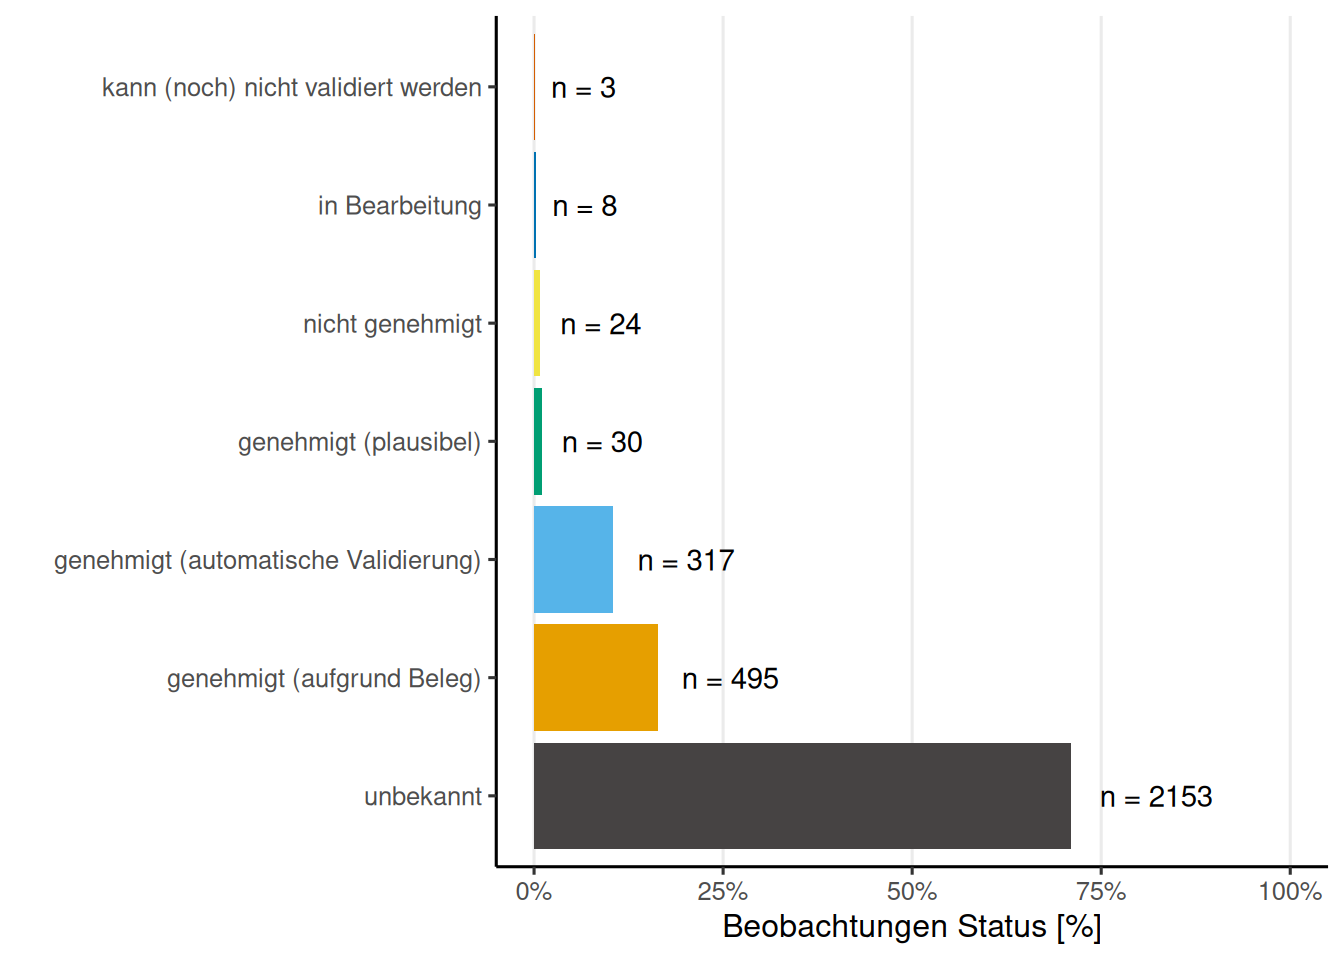 kann (noch) nicht validiert werden n = 3
in Bearbeitung n = 8
nicht genehmigt n = 24
genehmigt (plausibel) n = 30
genehmigt (automatische Validierung) n = 317
genehmigt (aufgrund Beleg) n = 495
unbekannt n = 2153
0% 25% 50% 75% 100%
Beobachtungen Status [%]